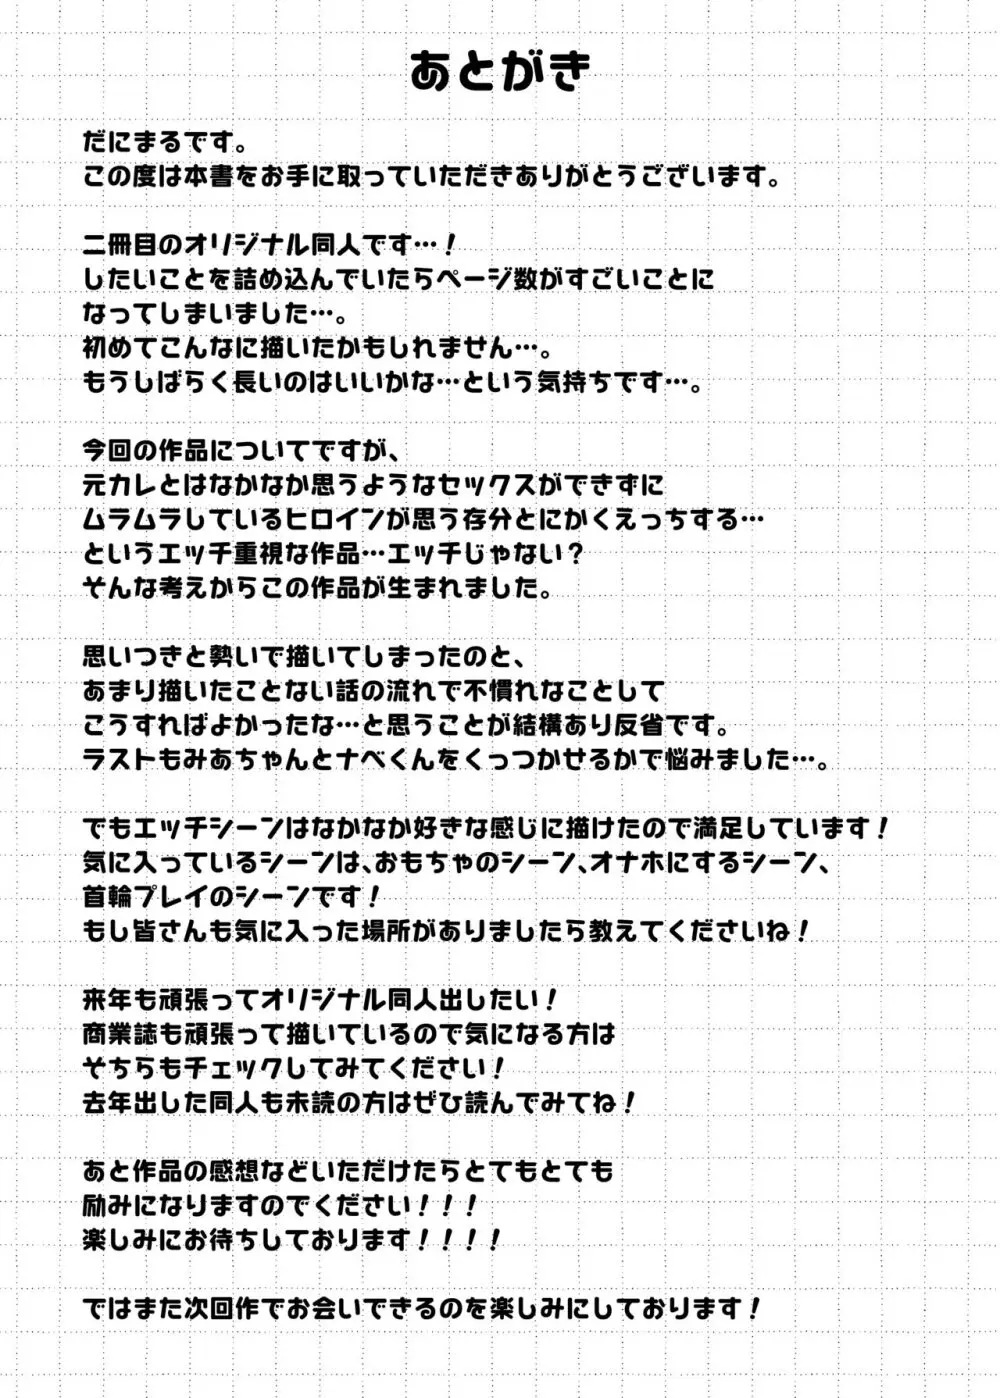 あとがき
だにまるです。
この度は本書をお手に取っていただきありがとうございます。
二冊目のオリジナル同人です…！
したいことを詰め込んでいたらページ数がすごいことに
なってしまいました…。
初めてこんなに描いたかもしれません…。
もうしばらく長いのはいいかな…という気持ちです…。
今回の作品についてですが、
元カレとはなかなか思うようなセックスができずに
ムラムラしているヒロインが思う存分とにかくえっちする…
というエッチ重視な作品…エッチじゃない？
そんな考えからこの作品が生まれました。
思いつきと勢いで描いてしまったのと、
あまり描いたことない話の流れで不慣れなことして
こうすればよかったな…と思うことが結構あり反省です。
ラストもみあちゃんとナベくんをくっつかせるかで悩みました…。
でもエッチシーンはなかなか好きな感じに描けたので満足しています！
気に入っているシーンは、おもちゃのシーン、オナホにするシーン、
首輪プレイのシーンです！
もし皆さんも気に入った場所がありましたら教えてくださいね！
来年も頑張ってオリジナル同人出したい！
商業誌も頑張って描いているので気になる方は
そちらもチェックしてみてください！
去年出した同人も未読の方はぜひ読んでみてね！
あと作品の感想などいただけたらとてもとても
励みになりますのでください！！！
楽しみにお待ちしております！！！！
ではまた次回作でお会いできるのを楽しみにしております！